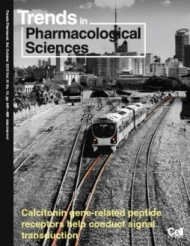 Trends in
Pharmacological
Sciences
Calcitonin gene-related peptide
receptors help conduct signal
transduction
Cell